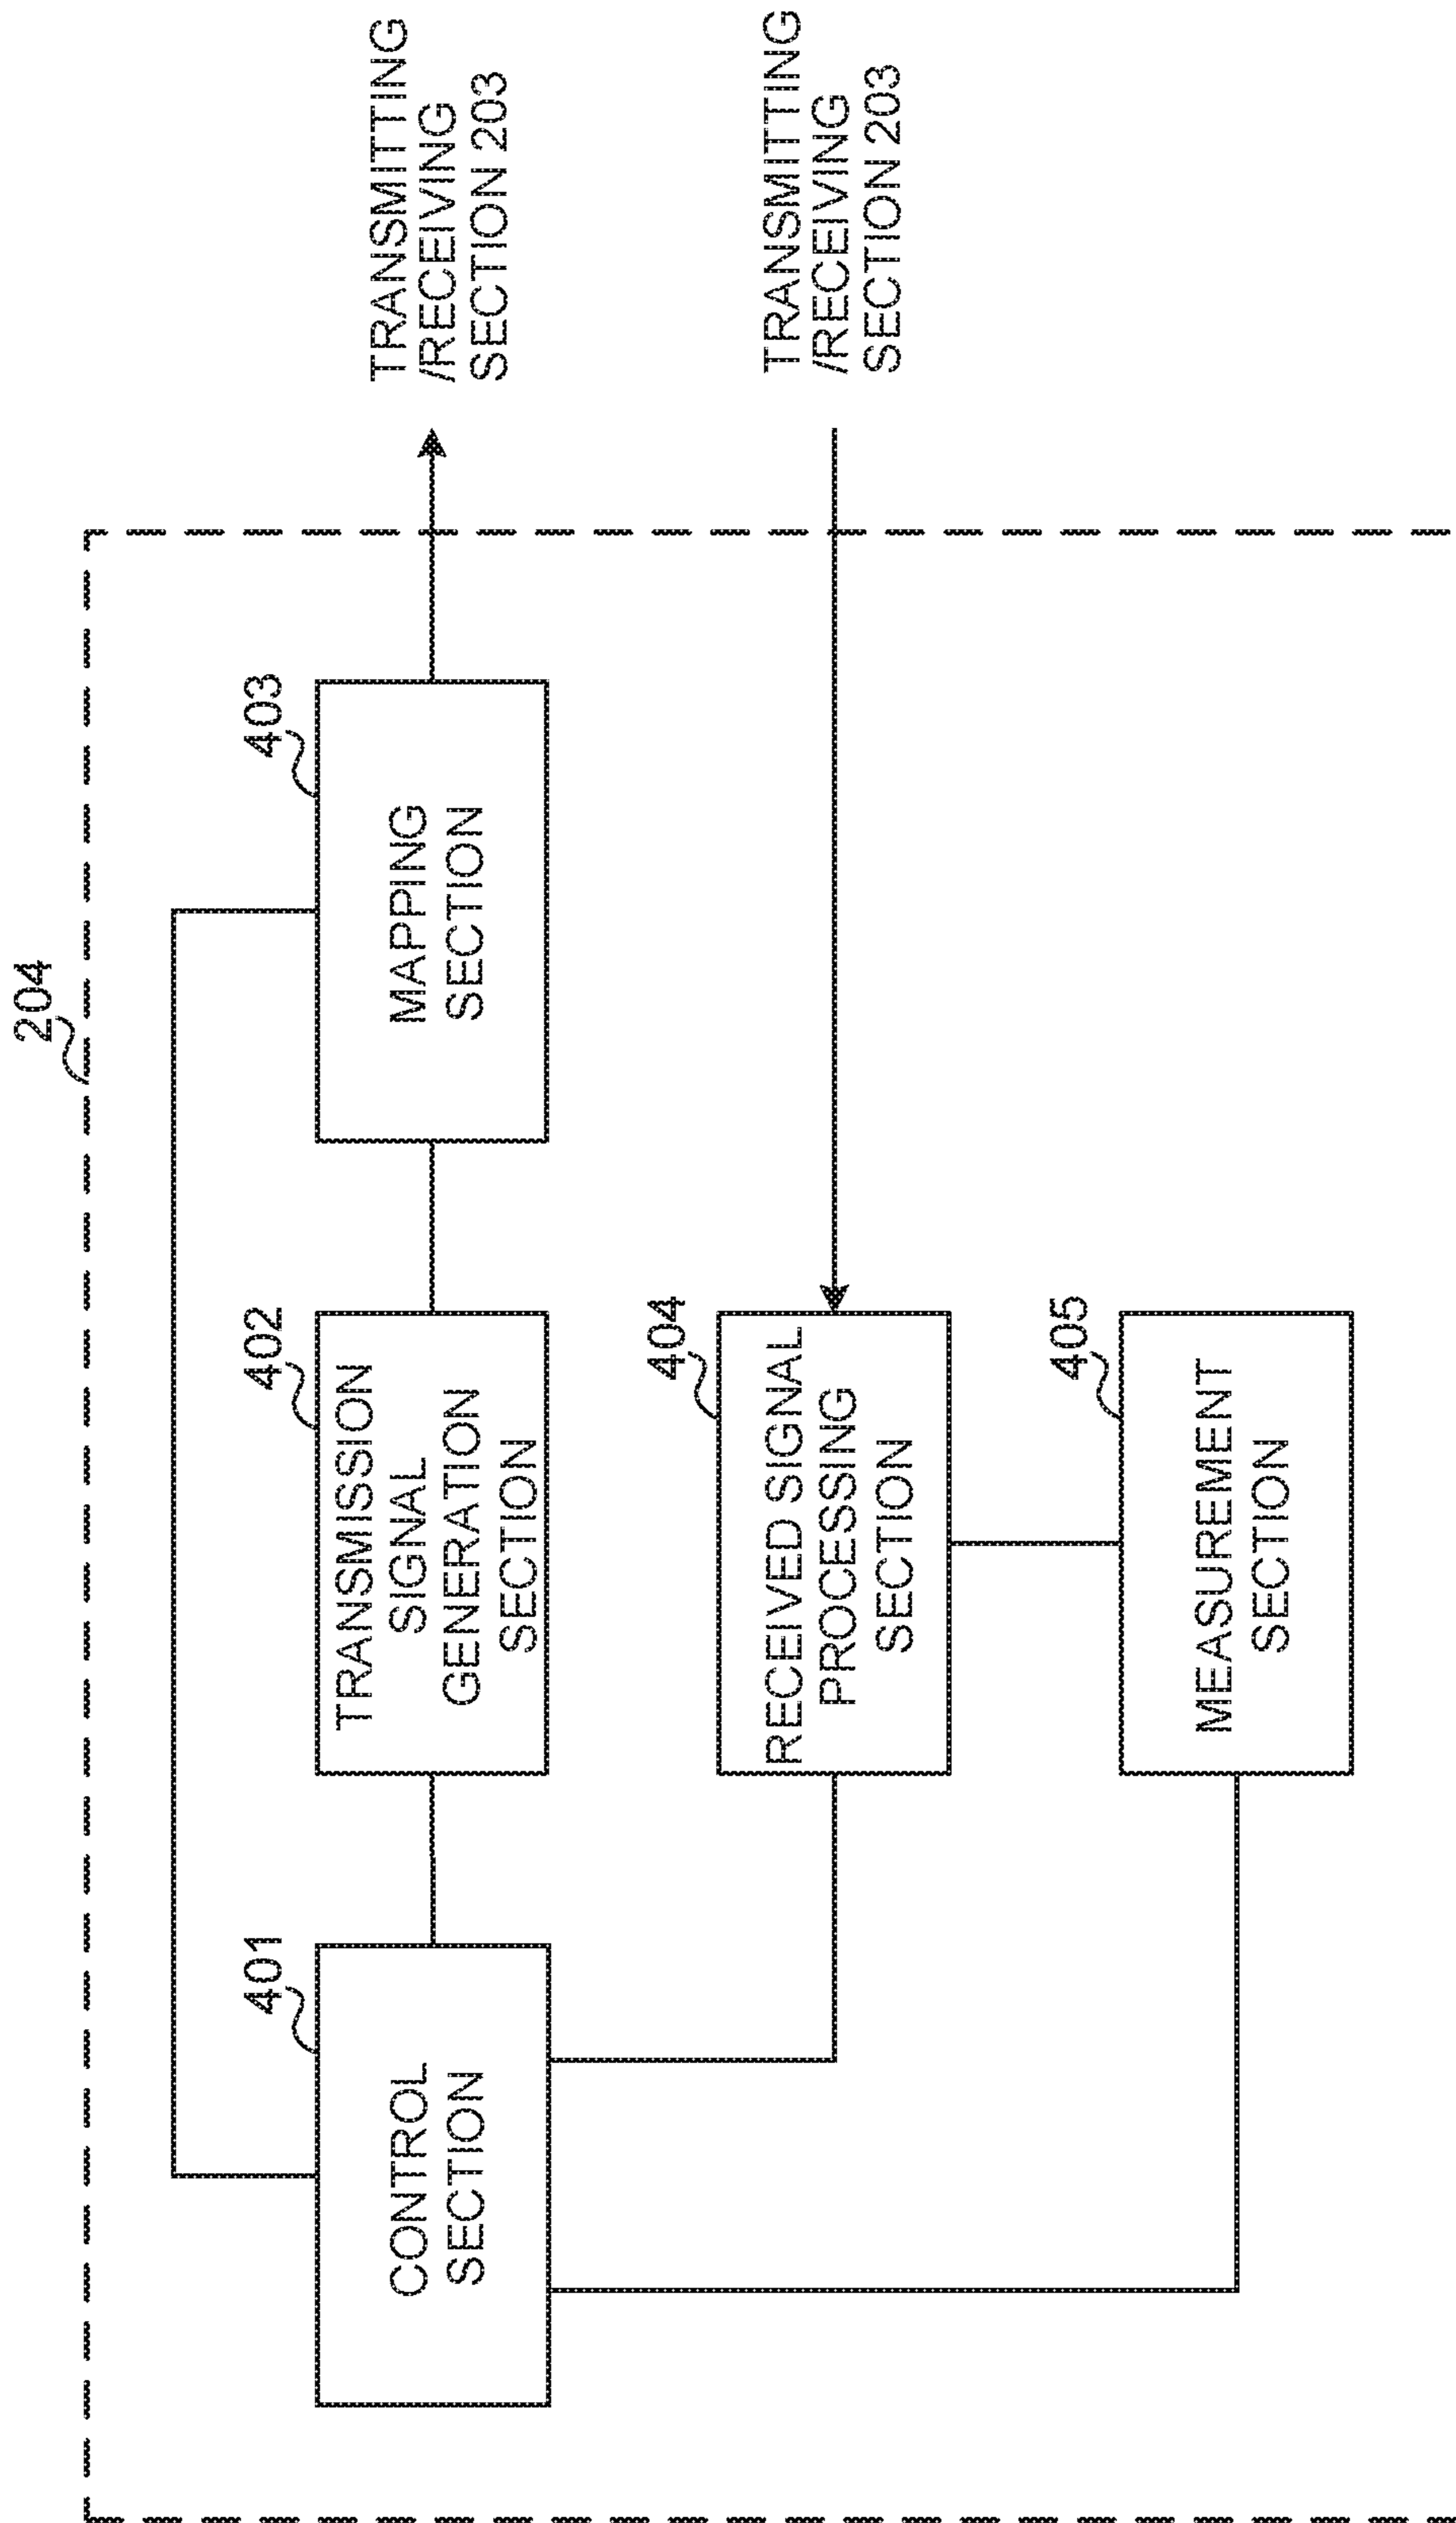 204
401
CONTROL
SECTION
402
TRANSMISSION
SIGNAL
GENERATION
SECTION
403
MAPPING
SECTION
TRANSMITTING
/RECEIVING
SECTION 203
404
RECEIVED SIGNAL
PROCESSING
SECTION
TRANSMITTING
/RECEIVING
SECTION 203
405
MEASUREMENT
SECTION